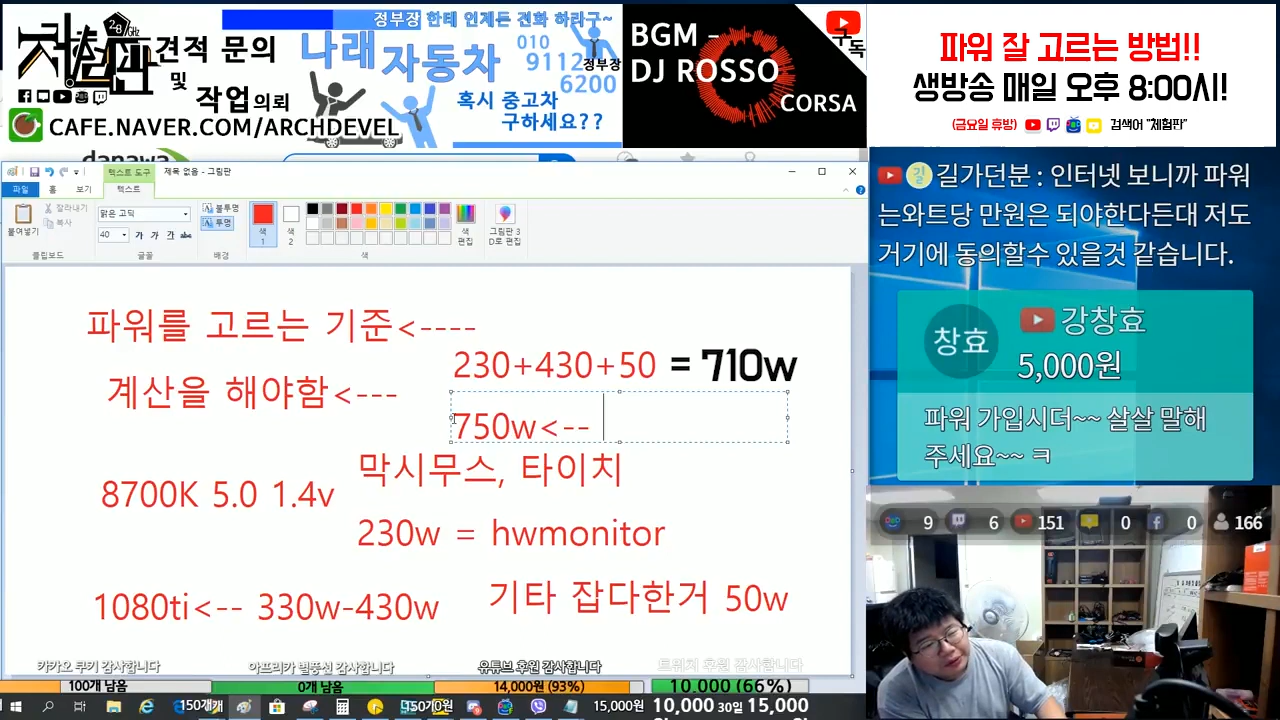 체험판
2-8/GHz
견적 문의
및
작업의뢰
CAFE.NAVER.COM/ARCHDEVEL
정부장 한테 언제든 전화 하라구~
나래
자동차
010
9112
6200
정부장
혹시 중고차
구하세요??
BGM -
DJ ROSSO
CORSA
구독
파워 잘 고르는 방법!!
생방송 매일 오후 8:00시!
(금요일 휴방)
검색어 "체험판"
danawa
텍스트 도구
제목 없음 - 그림판
파일
홈
보기
텍스트
붙여넣기
잘라내기
복사
클립보드
맑은 고딕
40
가 가 가 abc
글꼴
불투명
투명
배경
색
1
색
2
색
편집
색
그림판 3
D로 편집
파워를 고르는 기준<----
230+430+50 = 710w
계산을 해야함<---
750w<--
막시무스, 타이치
8700K 5.0 1.4v
230w = hwmonitor
1080ti<-- 330w-430w
기타 잡다한거 50w
길
길가던분 : 인터넷 보니까 파워
는와트당 만원은 되야한다든대 저도
거기에 동의할수 있을것 같습니다.
창효
강창효
5,000원
파워 가입시더~~ 살살 말해
주세요~~ ㅋ
9
6
151
0
0
166
카카오 쿠키 감사합니다
아프리카 별풍선 감사합니다
유튜브 후원 감사합니다
트위치 후원 감사합니다
100개 남음
0개 남음
14,000원 (93%)
10,000 (66%)
15,000원
10,000
30일
15,000